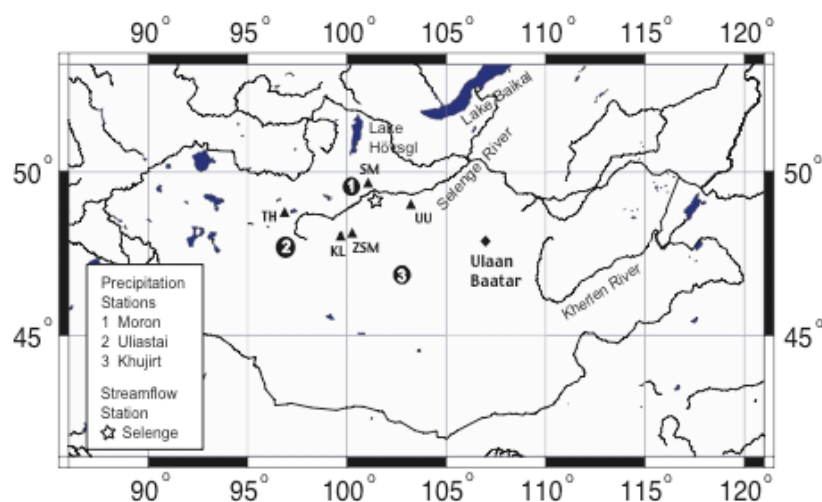 90° 95° 100° 105° 110° 115° 120°
Lake Baikal
Lake
Hövsgl
50° 50°
SM
1
Selenge River
TH
UU
2
KL ZSM
3
Ulaan
Baatar
Kherlen River
Precipitation
Stations
1 Moron
2 Uliastai
3 Khujirt
Streamflow
Station
Selenge
45° 45°
90° 95° 100° 105° 110° 115° 120°